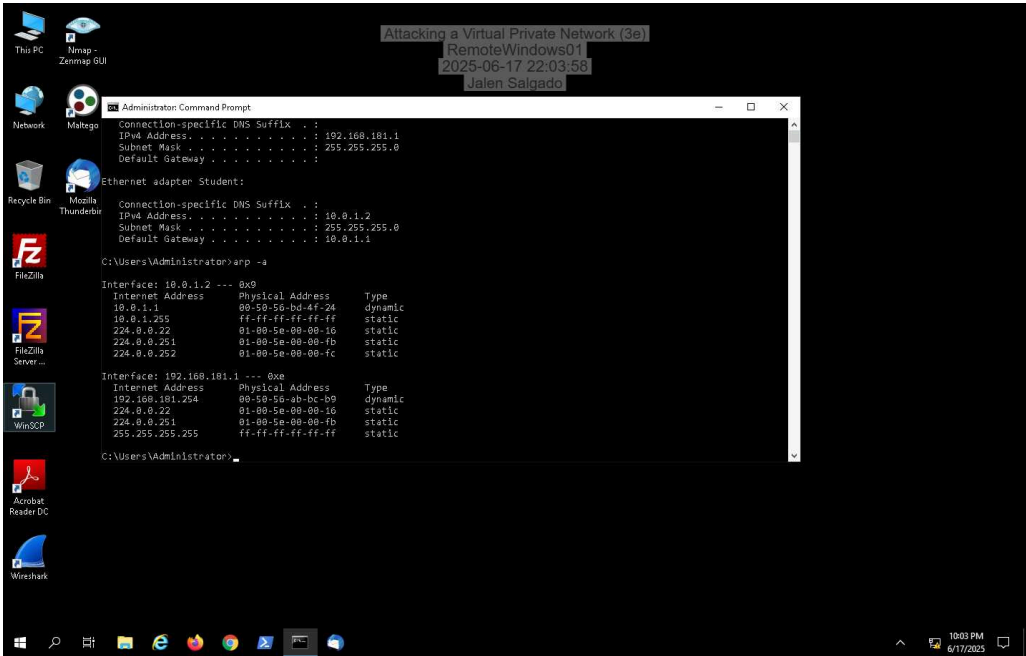 Attacking a Virtual Private Network (3e)
RemoteWindows01
2025-06-17 22:03:58
Jalen Salgado
This PC
Nmap -
Zenmap GUI
Network
Maltego
Recycle Bin
Mozilla
Thunderbir
FileZilla
FileZilla
Server ...
WinSCP
Acrobat
Reader DC
Wireshark
Administrator: Command Prompt
Connection-specific DNS Suffix . :
IPv4 Address. . . . . . . . . . . : 192.168.181.1
Subnet Mask . . . . . . . . . . . : 255.255.255.0
Default Gateway . . . . . . . . . :
Ethernet adapter Student:
Connection-specific DNS Suffix . :
IPv4 Address. . . . . . . . . . . : 10.0.1.2
Subnet Mask . . . . . . . . . . . : 255.255.255.0
Default Gateway . . . . . . . . . : 10.0.1.1
C:\Users\Administrator>arp -a
Interface: 10.0.1.2 --- 0x9
Internet Address Physical Address Type
10.0.1.1 00-50-56-bd-4f-24 dynamic
10.0.1.255 ff-ff-ff-ff-ff-ff static
224.0.0.22 01-00-5e-00-00-16 static
224.0.0.251 01-00-5e-00-00-fb static
224.0.0.252 01-00-5e-00-00-fc static
Interface: 192.168.181.1 --- 0xe
Internet Address Physical Address Type
192.168.181.254 00-50-56-ab-bc-b9 dynamic
224.0.0.22 01-00-5e-00-00-16 static
224.0.0.251 01-00-5e-00-00-fb static
255.255.255.255 ff-ff-ff-ff-ff-ff static
C:\Users\Administrator>
10:03 PM
6/17/2025